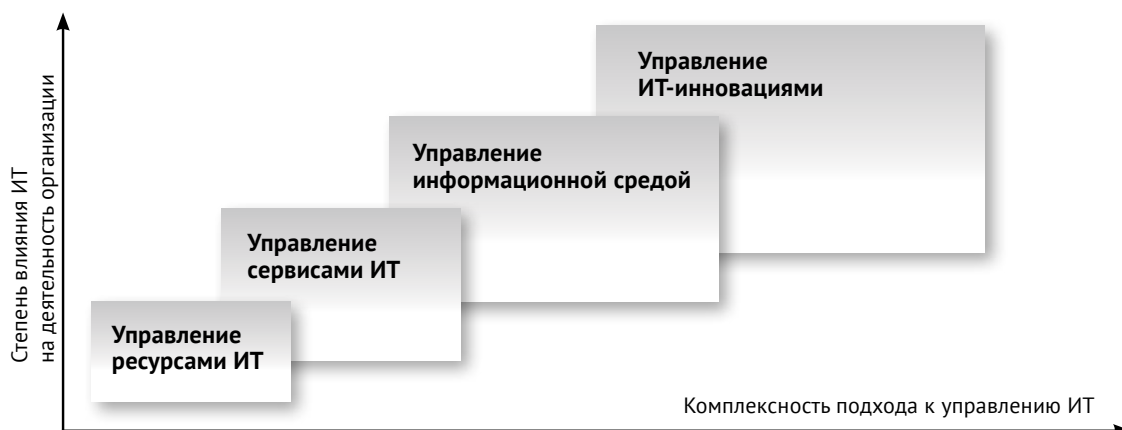 Степень влияния ИТ
на деятельность организации
Управление
ИТ-инновациями
Управление
информационной средой
Управление
сервисами ИТ
Управление
ресурсами ИТ
Комплексность подхода к управлению ИТ